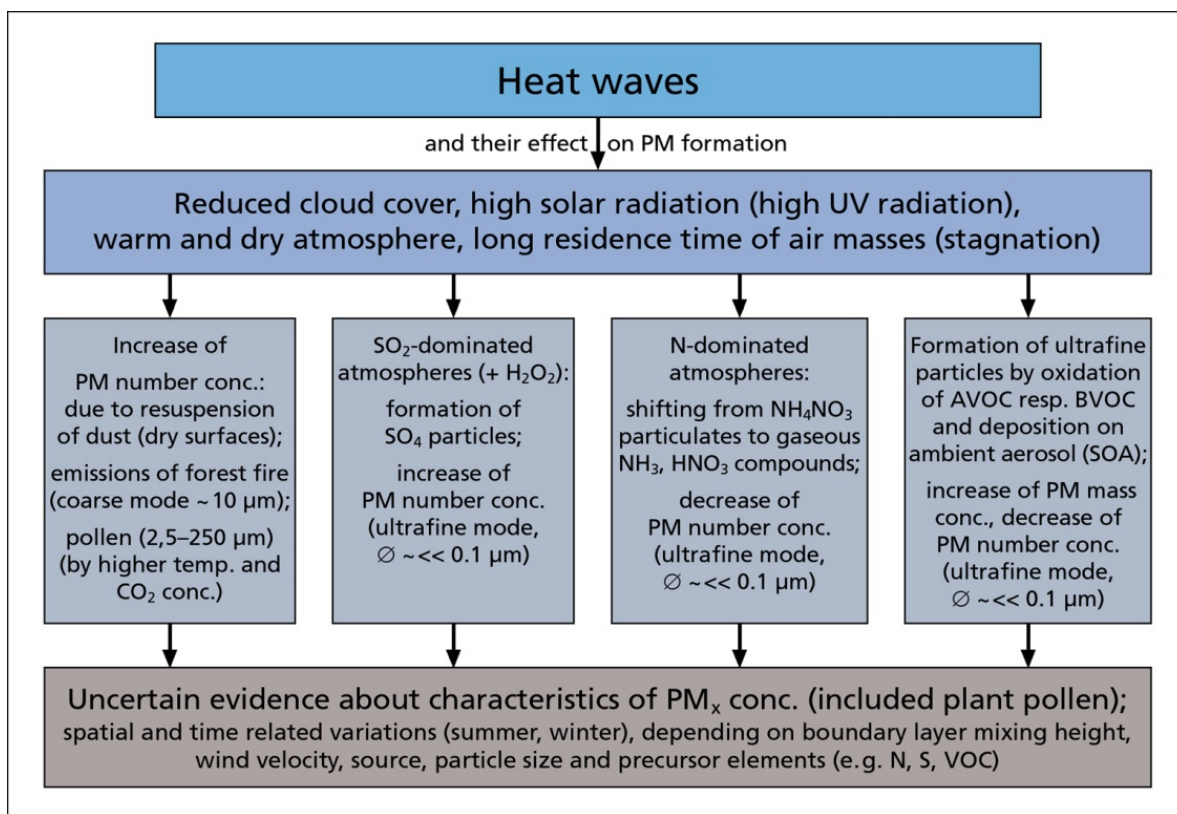 Heat waves
and their effect on PM formation
Reduced cloud cover, high solar radiation (high UV radiation),
warm and dry atmosphere, long residence time of air masses (stagnation)
Increase of
PM number conc.:
due to resuspension
of dust (dry surfaces);
emissions of forest fire
(coarse mode ~ 10 µm);
pollen (2,5–250 µm)
(by higher temp. and
CO₂ conc.)
SO₂-dominated
atmospheres (+ H₂O₂):
formation of
SO₄ particles;
increase of
PM number conc.
(ultrafine mode,
∅ ~<< 0.1 µm)
N-dominated
atmospheres:
shifting from NH₄NO₃
particulates to gaseous
NH₃, HNO₃ compounds;
decrease of
PM number conc.
(ultrafine mode,
∅ ~<< 0.1 µm)
Formation of ultrafine
particles by oxidation
of AVOC resp. BVOC
and deposition on
ambient aerosol (SOA);
increase of PM mass
conc., decrease of
PM number conc.
(ultrafine mode,
∅ ~<< 0.1 µm)
Uncertain evidence about characteristics of PMₓ conc. (included plant pollen);
spatial and time related variations (summer, winter), depending on boundary layer mixing height,
wind velocity, source, particle size and precursor elements (e.g. N, S, VOC)